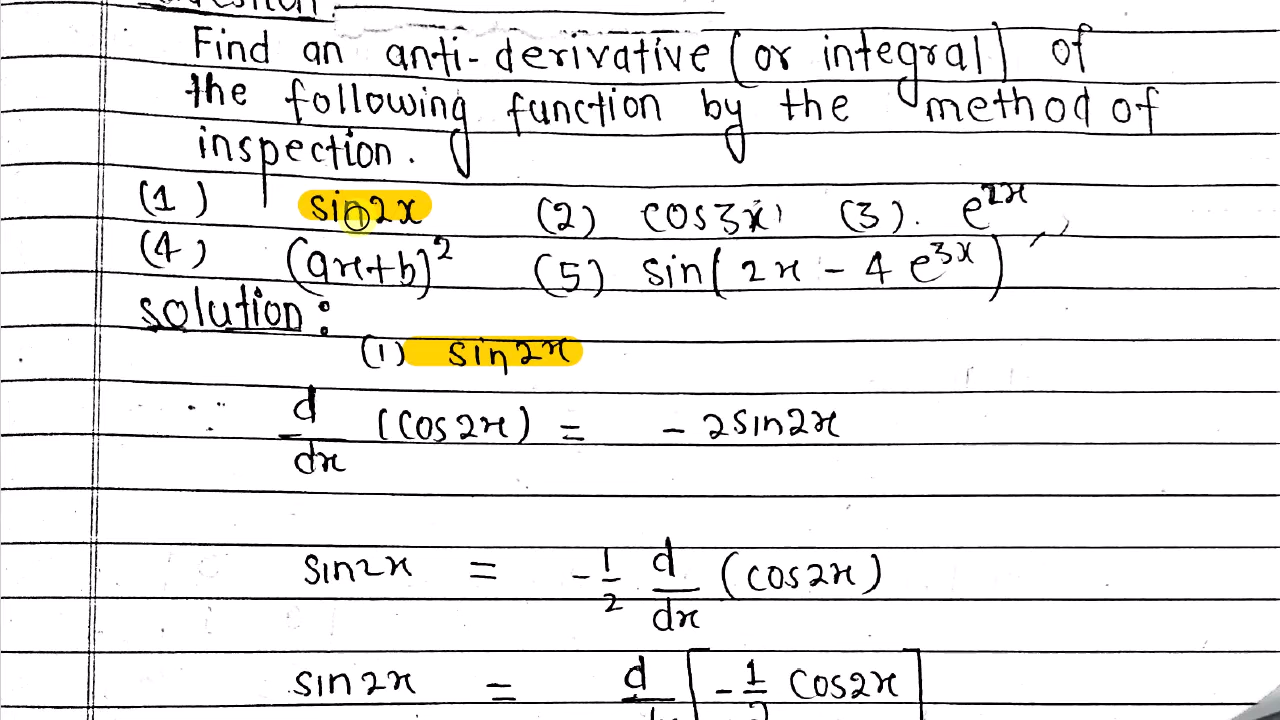 Question:
Find an anti-derivative (or integral) of
the following function by the method of
inspection.
(1) sin2x (2) cos3x, (3). e^2x,
(4) (ax+b)^2 (5) sin(2x - 4e^3x)
solution:
(1) sin2x
∵ d/dx (cos2x) = - 2sin2x
sin2x = -1/2 d/dx (cos2x)
sin2x = d/dx [-1/2 cos2x]